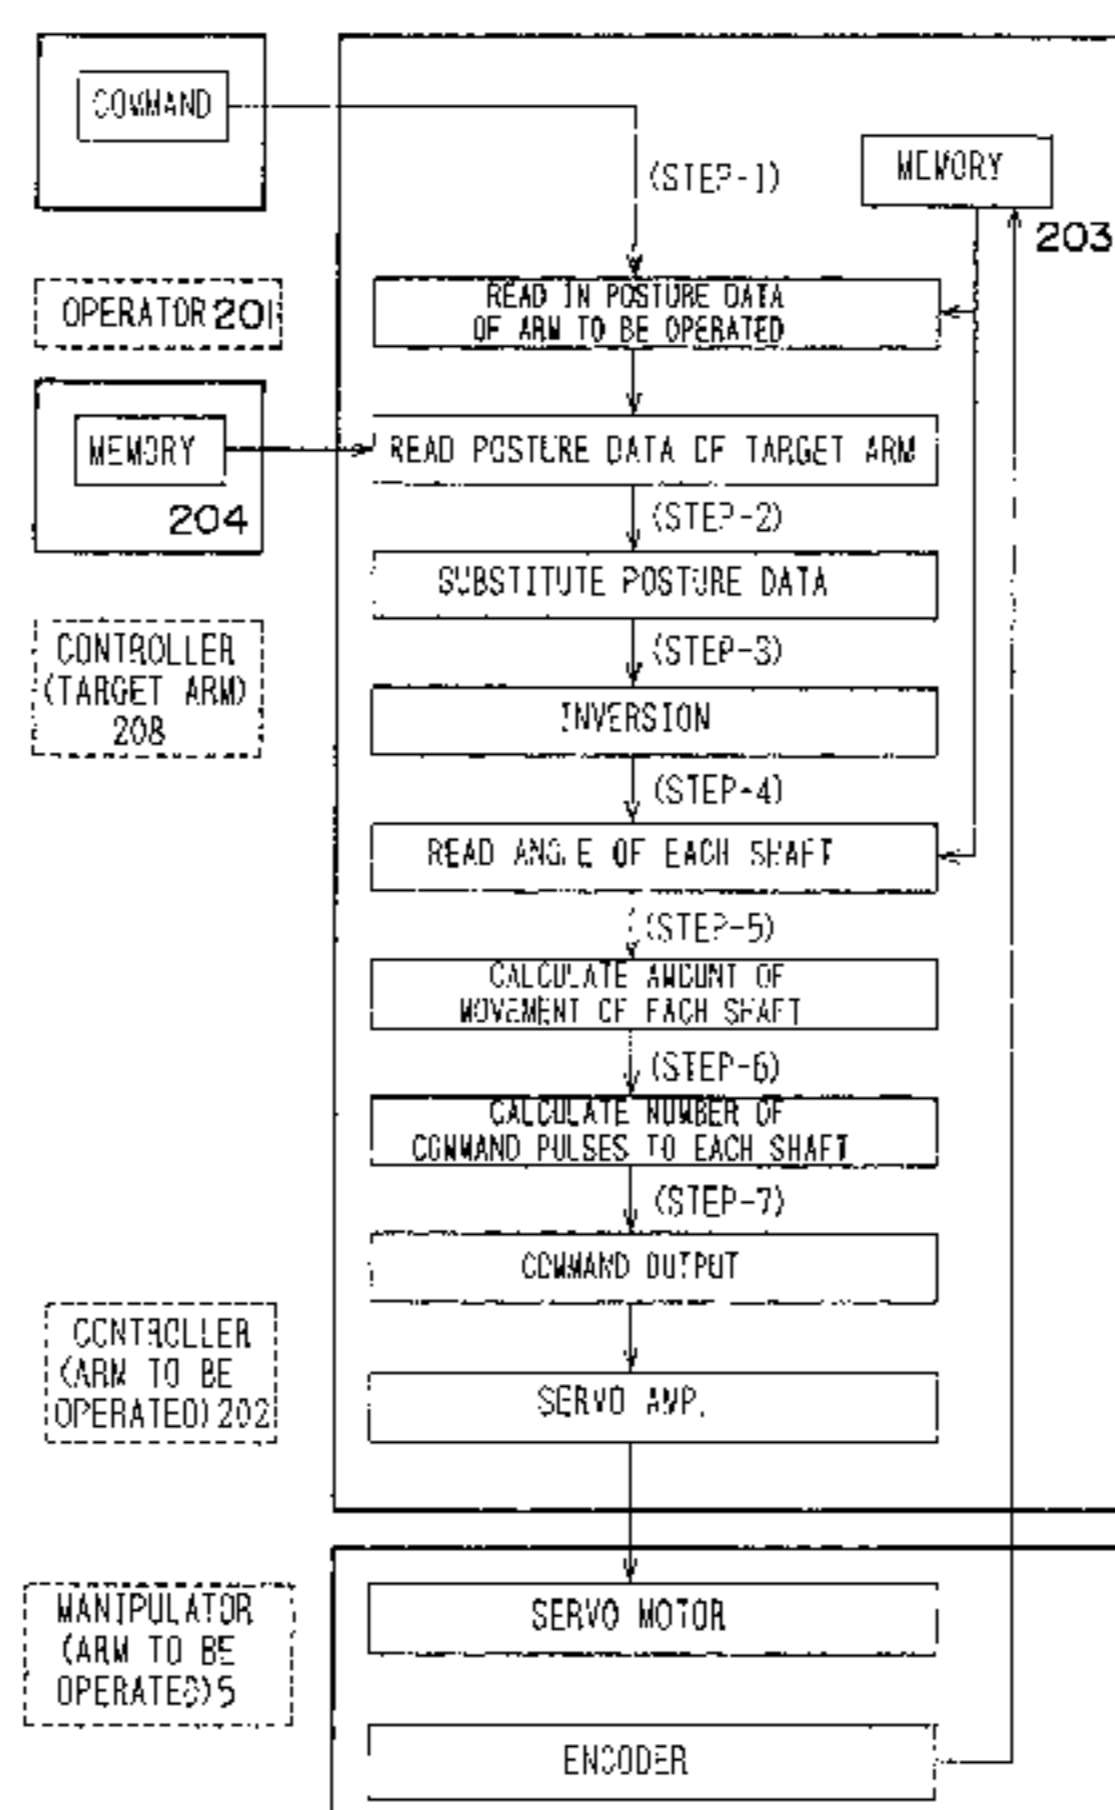 COMMAND
(STEP-1)
MEMORY
203
OPERATOR 201
READ IN POSTURE DATA
OF ARM TO BE OPERATED
MEMORY
204
READ POSTURE DATA OF TARGET ARM
(STEP-2)
SUBSTITUTE POSTURE DATA
CONTROLLER
(TARGET ARM)
208
(STEP-3)
INVERSION
(STEP-4)
READ ANGLE OF EACH SHAFT
(STEP-5)
CALCULATE AMOUNT OF
MOVEMENT OF EACH SHAFT
(STEP-6)
CALCULATE NUMBER OF
COMMAND PULSES TO EACH SHAFT
(STEP-7)
COMMAND OUTPUT
CONTROLLER
(ARM TO BE
OPERATED) 202
SERVO AMP.
MANIPULATOR
(ARM TO BE
OPERATED) 5
SERVO MOTOR
ENCODER